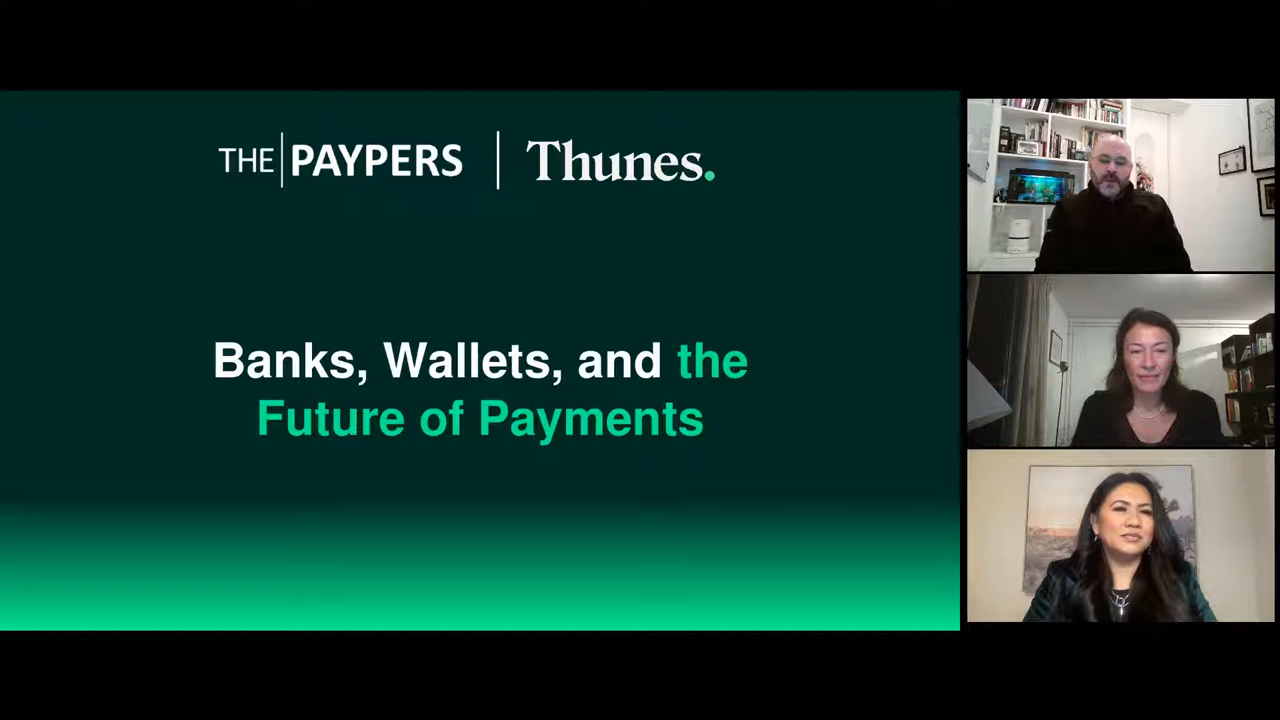 THE | PAYPERS | Thunes.
Banks, Wallets, and the
Future of Payments